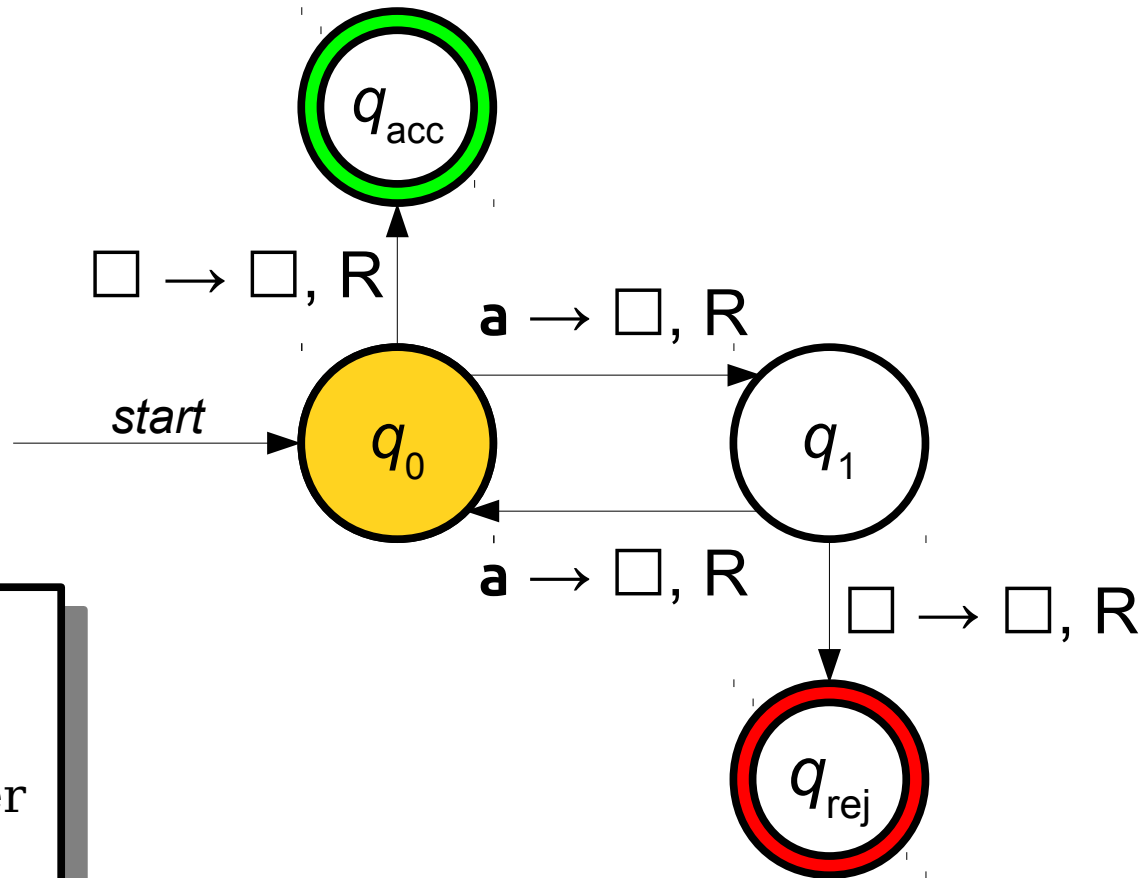 q_acc
□ → □, R
a → □, R
start
q_0
q_1
a → □, R
□ → □, R
q_rej